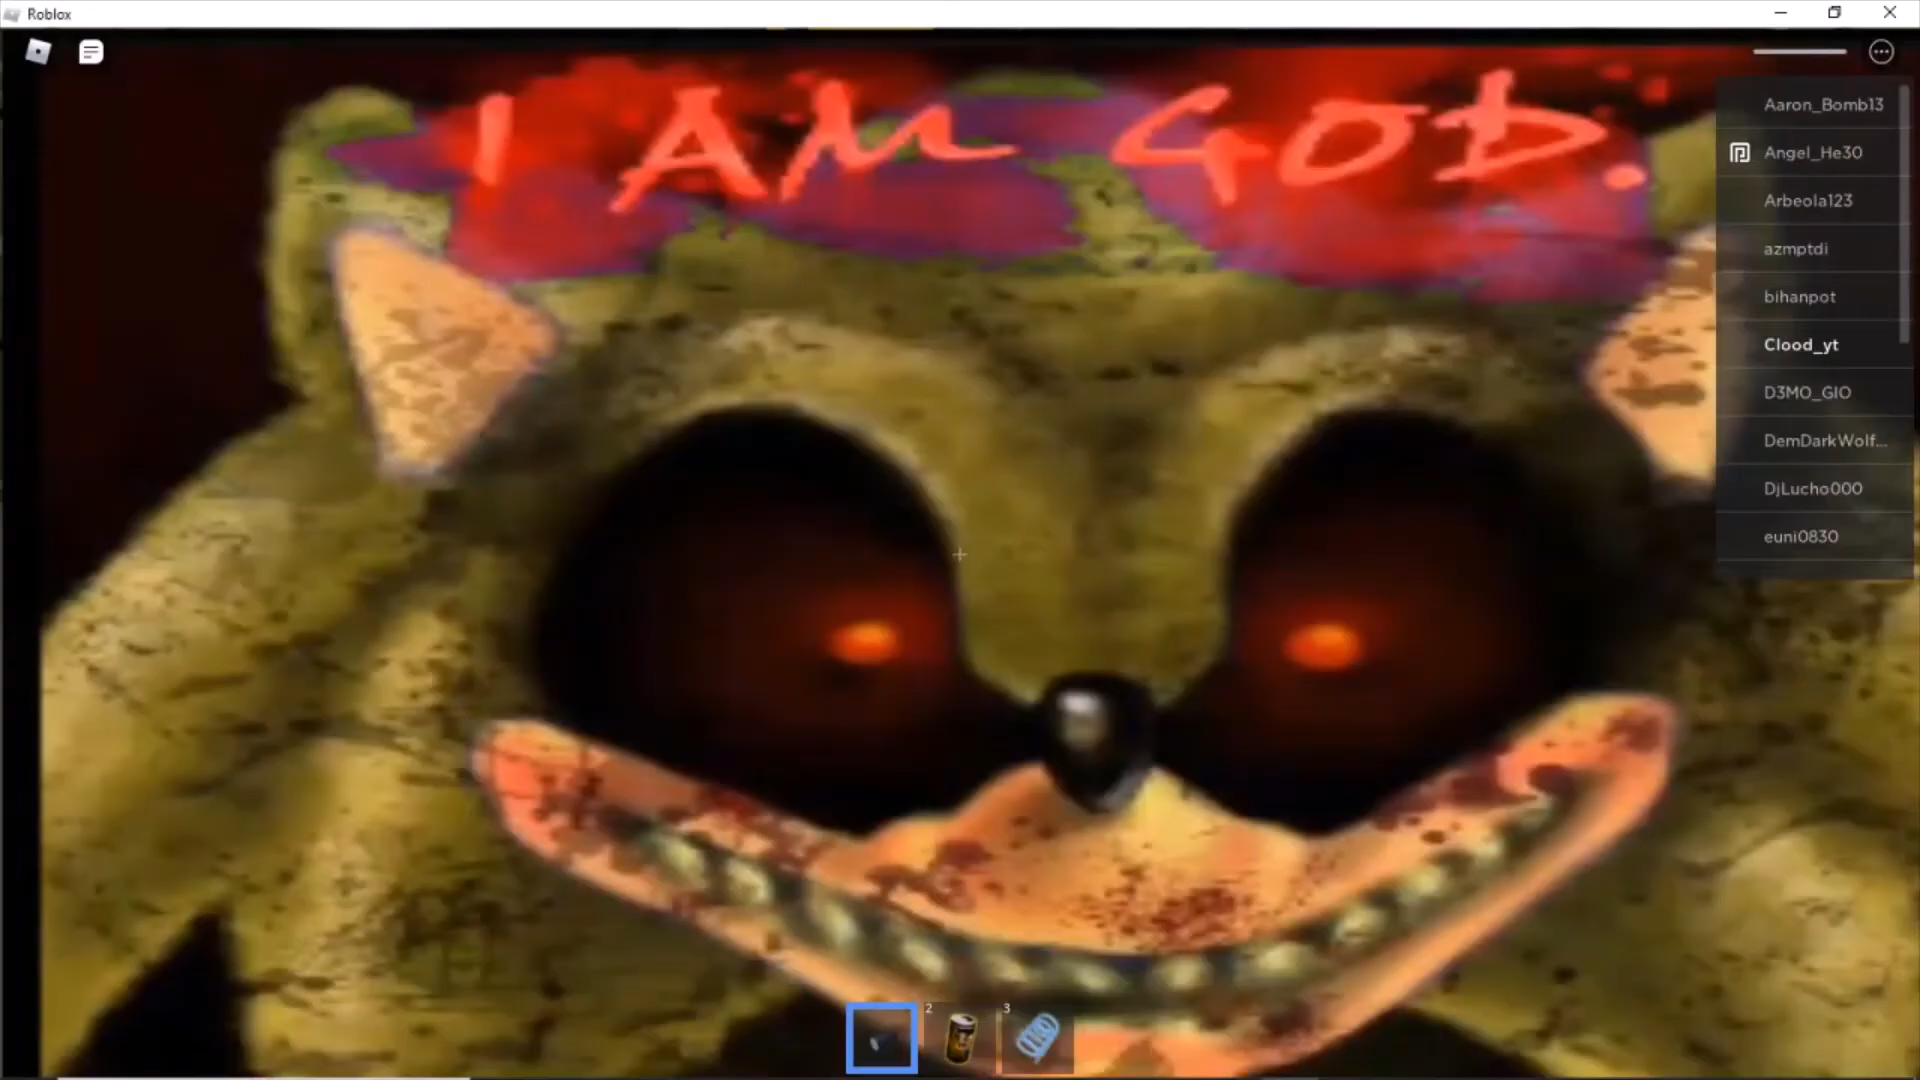 Roblox
I AM GOD.
Aaron_Bomb13
Angel_He30
Arbeola123
azmptdi
bihanpot
Clood_yt
D3MO_GIO
DemDarkWolf...
DjLucho000
euni0830
2
3